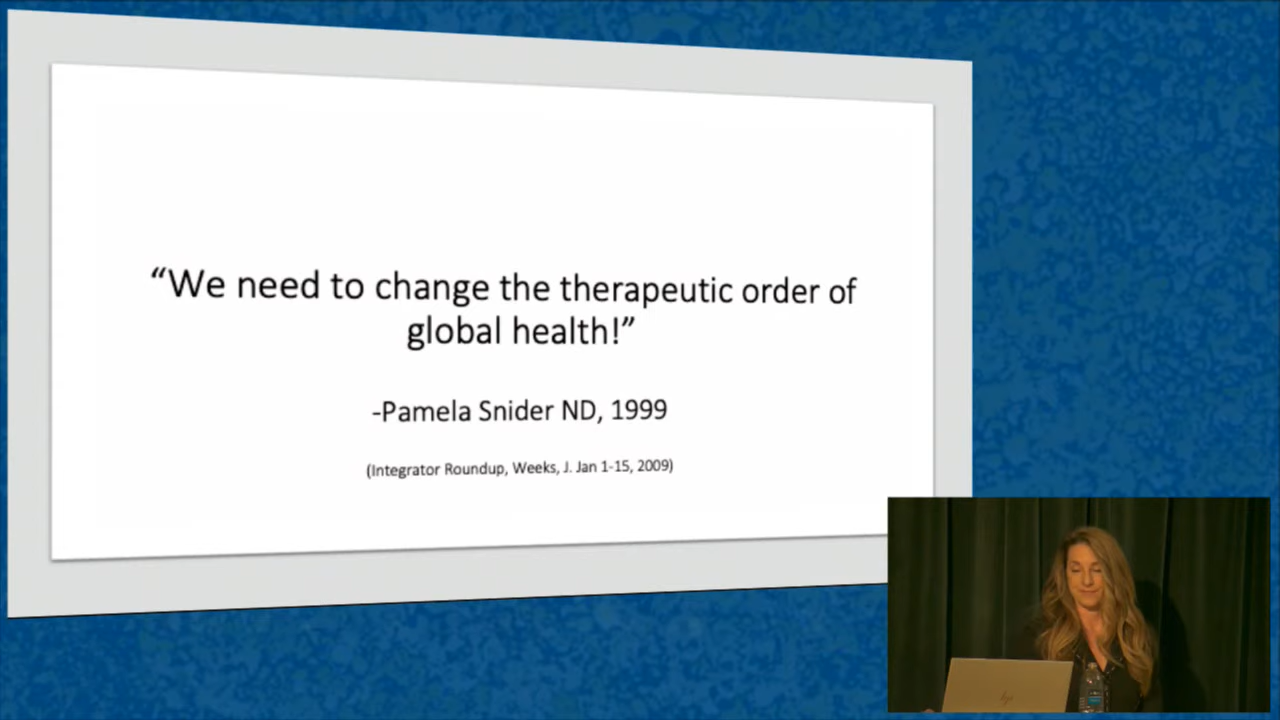 “We need to change the therapeutic order of
global health!”
-Pamela Snider ND, 1999
(Integrator Roundup, Weeks, J. Jan 1-15, 2009)
hp